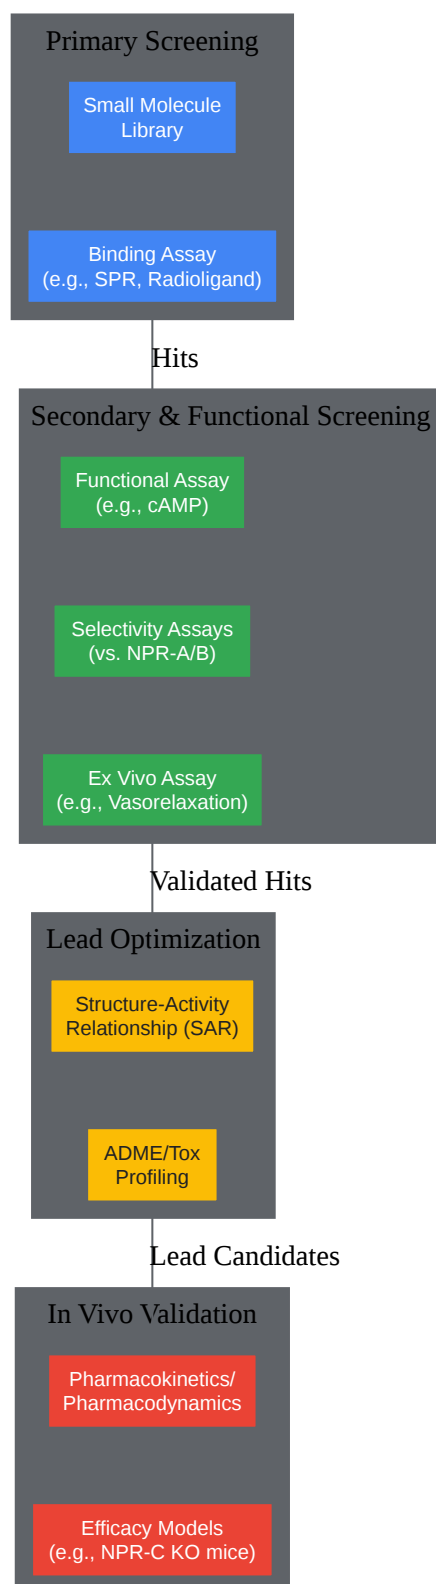 Primary Screening
Small Molecule
Library
Binding Assay
(e.g., SPR, Radioligand)
Hits
Secondary & Functional Screening
Functional Assay
(e.g., cAMP)
Selectivity Assays
(vs. NPR-A/B)
Ex Vivo Assay
(e.g., Vasorelaxation)
Validated Hits
Lead Optimization
Structure-Activity
Relationship (SAR)
ADME/Tox
Profiling
Lead Candidates
In Vivo Validation
Pharmacokinetics/
Pharmacodynamics
Efficacy Models
(e.g., NPR-C KO mice)